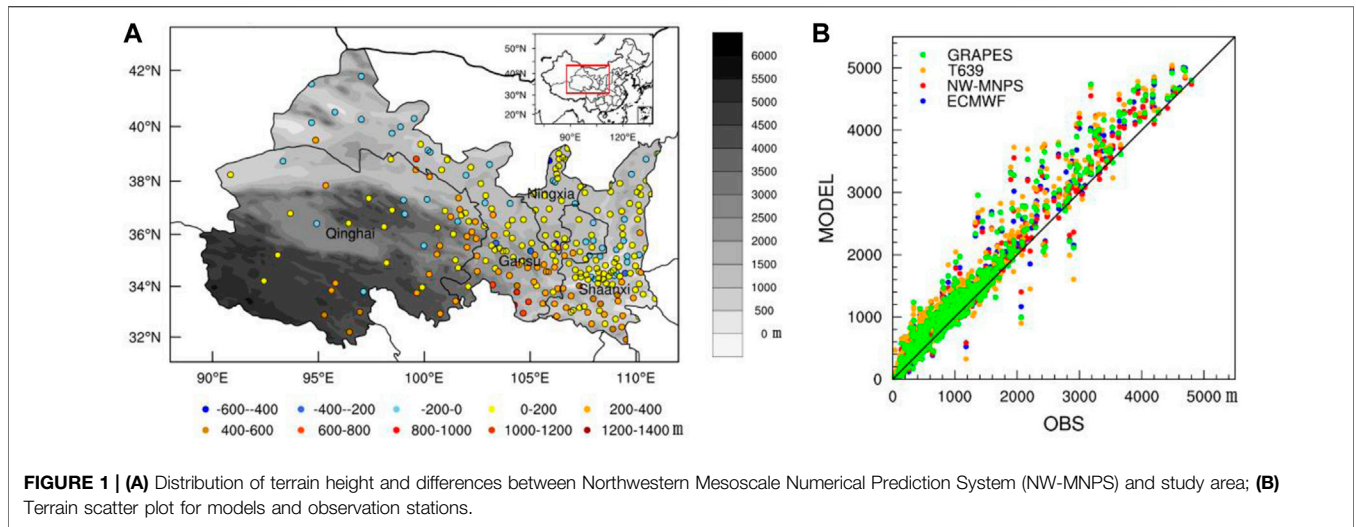 A
42°N
40°N
38°N
36°N
34°N
32°N
90°E
95°E
100°E
105°E
110°E
Ningxia
Qinghai
Gansu
Shaanxi
50°N
40°N
30°N
20°N
90°E
120°E
6000
5500
5000
4500
4000
3500
3000
2500
2000
1500
1000
500
0 m
-600--400
-400--200
-200-0
0-200
200-400
400-600
600-800
800-1000
1000-1200
1200-1400 m
B
GRAPES
T639
NW-MNPS
ECMWF
MODEL
5000
4000
3000
2000
1000
0
0
1000
2000
3000
4000
5000 m
OBS
FIGURE 1 | (A) Distribution of terrain height and differences between Northwestern Mesoscale Numerical Prediction System (NW-MNPS) and study area; (B)
Terrain scatter plot for models and observation stations.